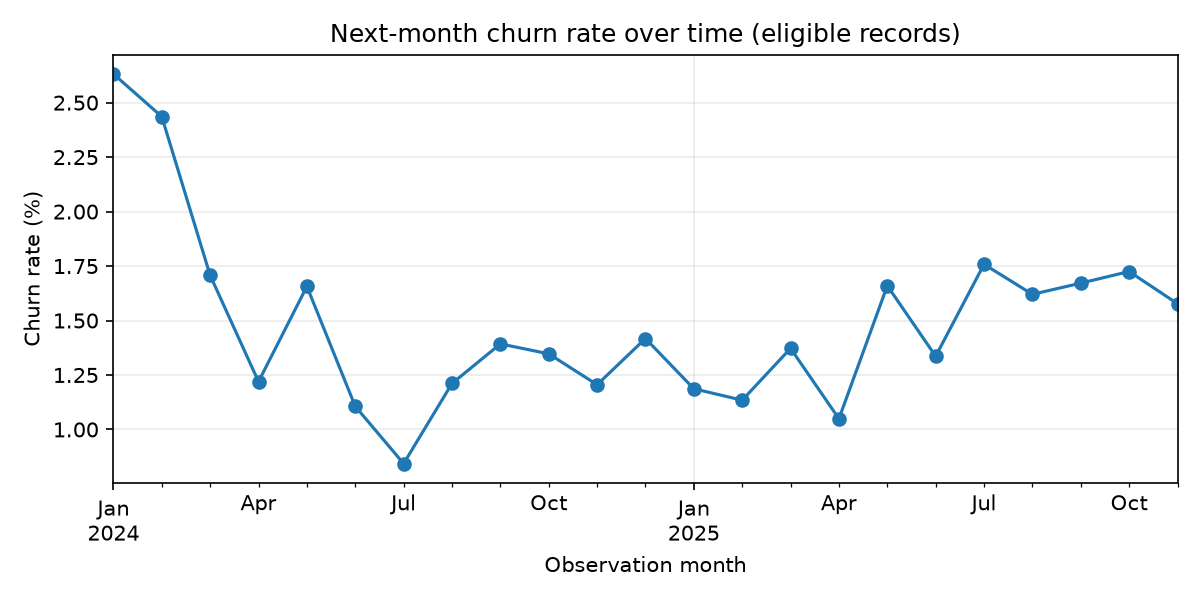 Next-month churn rate over time (eligible records)
Churn rate (%)
2.50
2.25
2.00
1.75
1.50
1.25
1.00
Jan Apr Jul Oct Jan Apr Jul Oct
2024 2025
Observation month